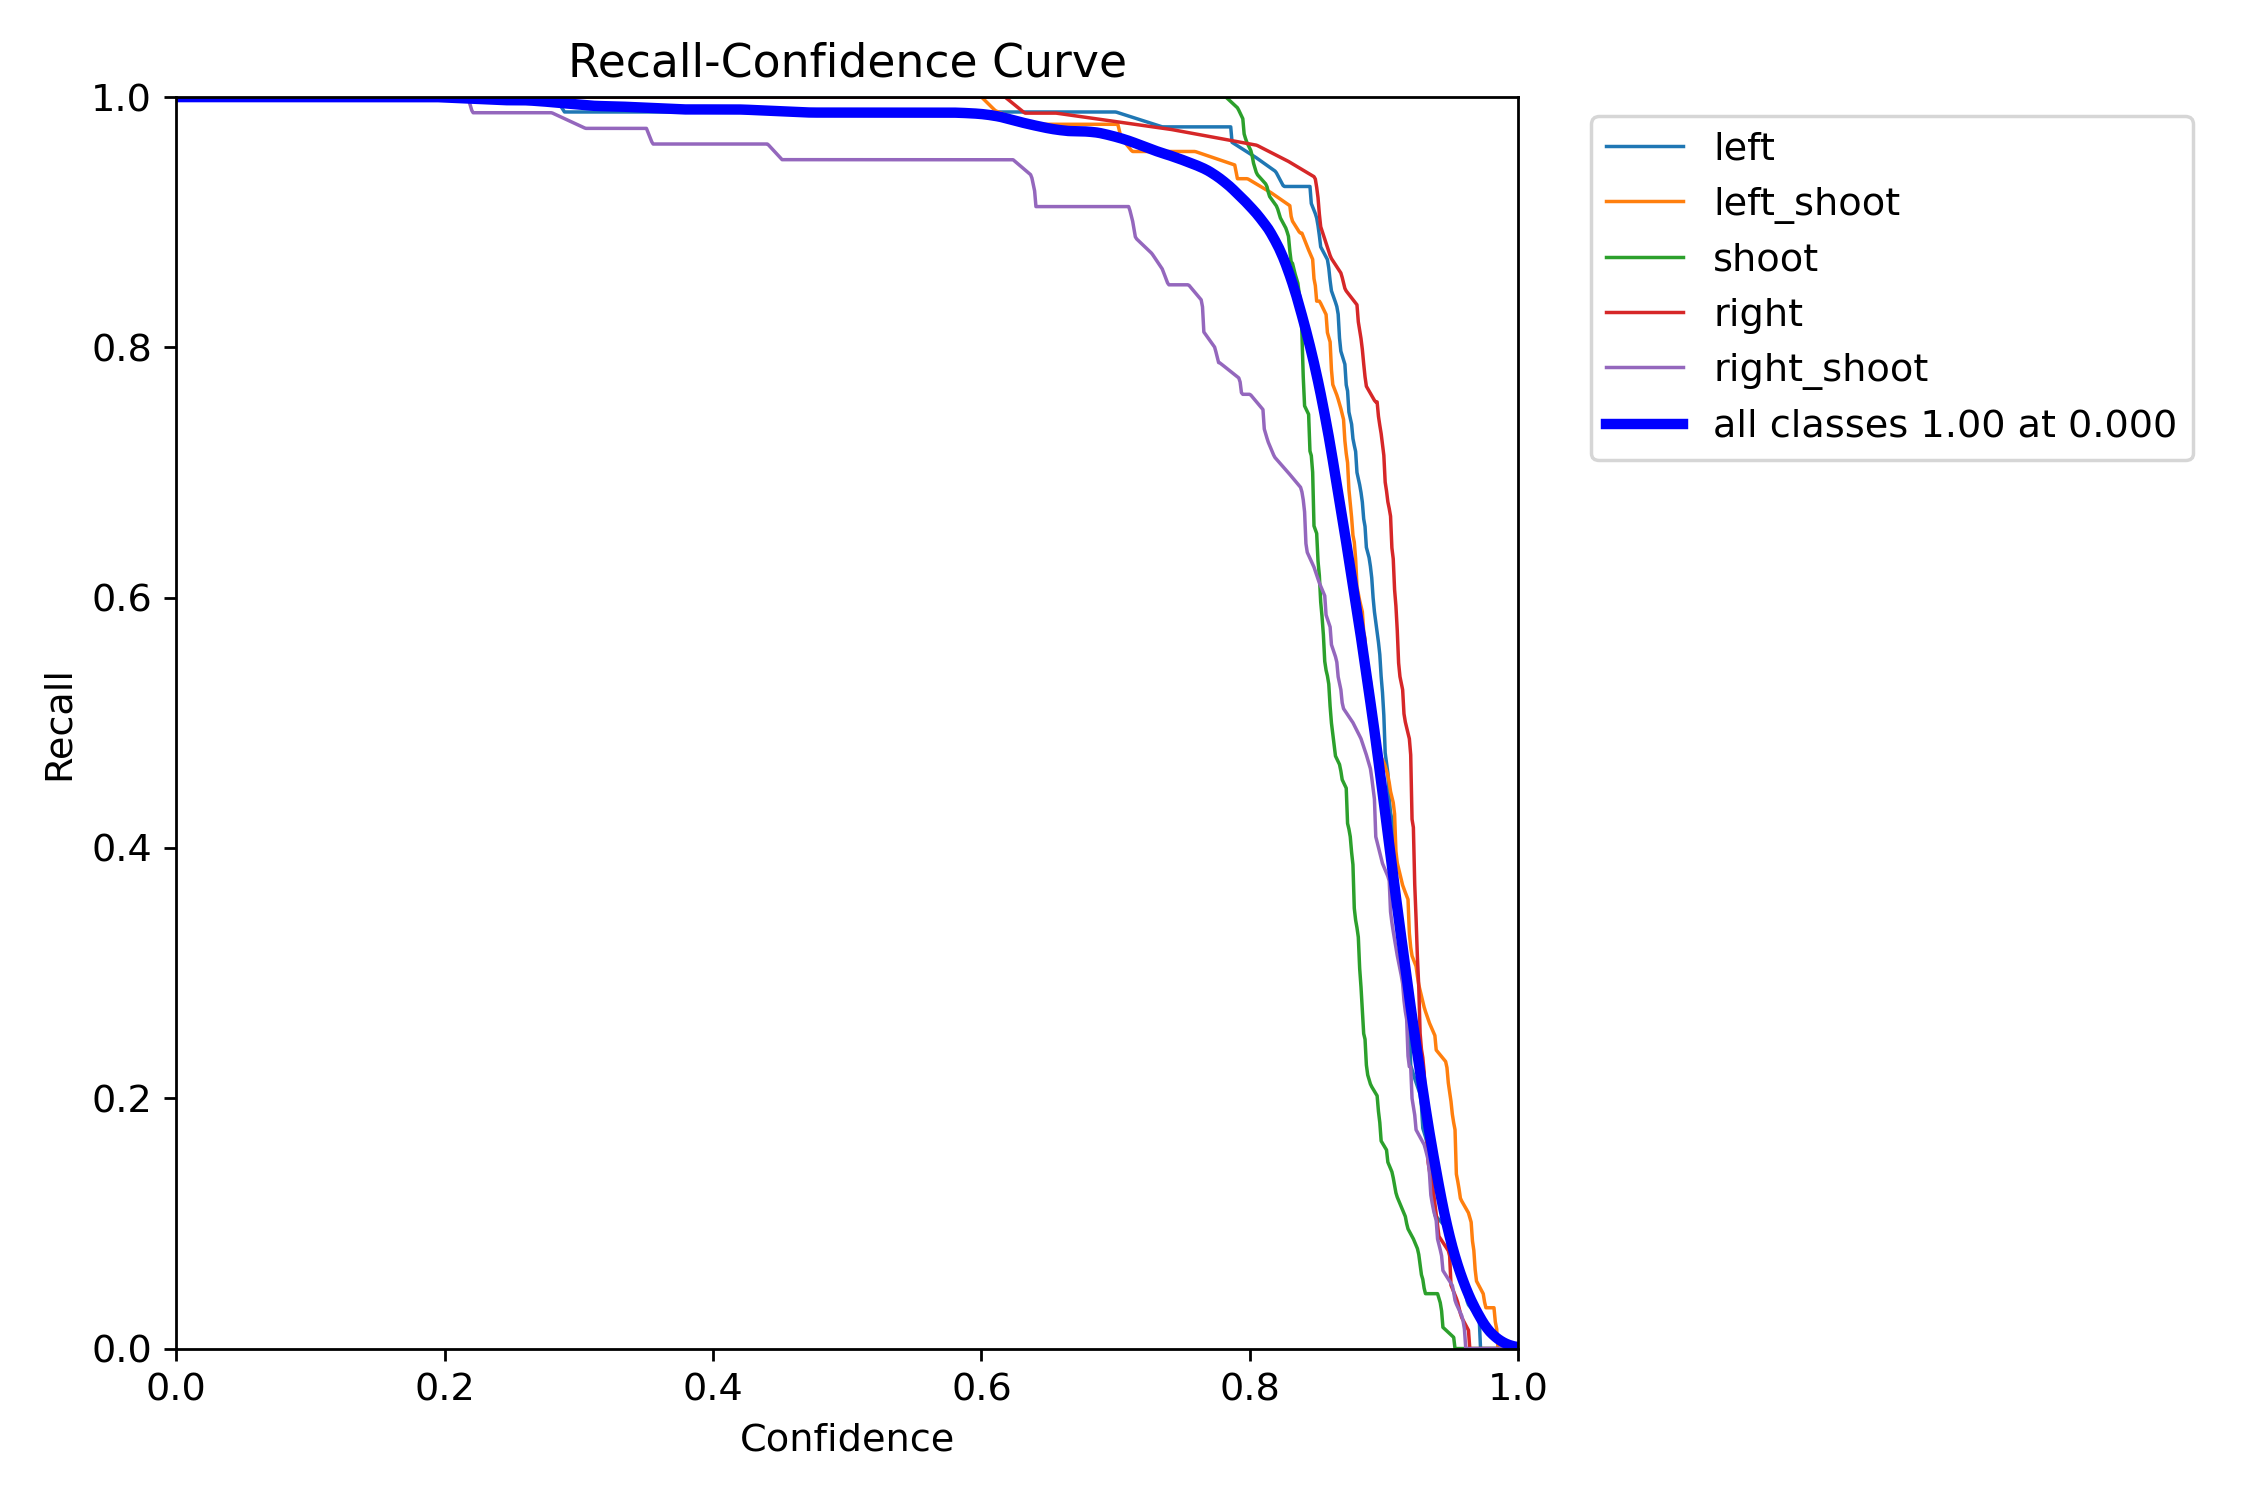 Recall-Confidence Curve
1.0
0.8
0.6
0.4
0.2
0.0
Recall
0.0 0.2 0.4 0.6 0.8 1.0
Confidence
left
left_shoot
shoot
right
right_shoot
all classes 1.00 at 0.000